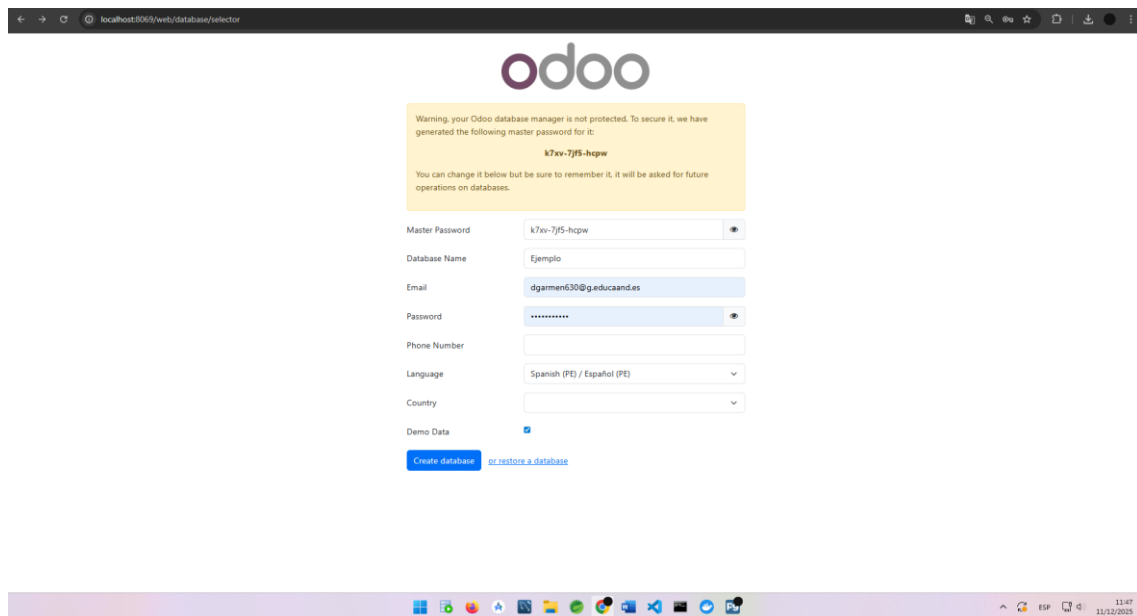 localhost:8069/web/database/selector
odoo
Warning, your Odoo database manager is not protected. To secure it, we have
generated the following master password for it:
k7xv-7jf5-hcpw
You can change it below but be sure to remember it, it will be asked for future
operations on databases.
Master Password k7xv-7jf5-hcpw
Database Name Ejemplo
Email dgarmen630@g.educaand.es
Password •••••••••••
Phone Number
Language Spanish (PE) / Español (PE)
Country
Demo Data
Create database or restore a database
ESP 11:47
11/12/2025